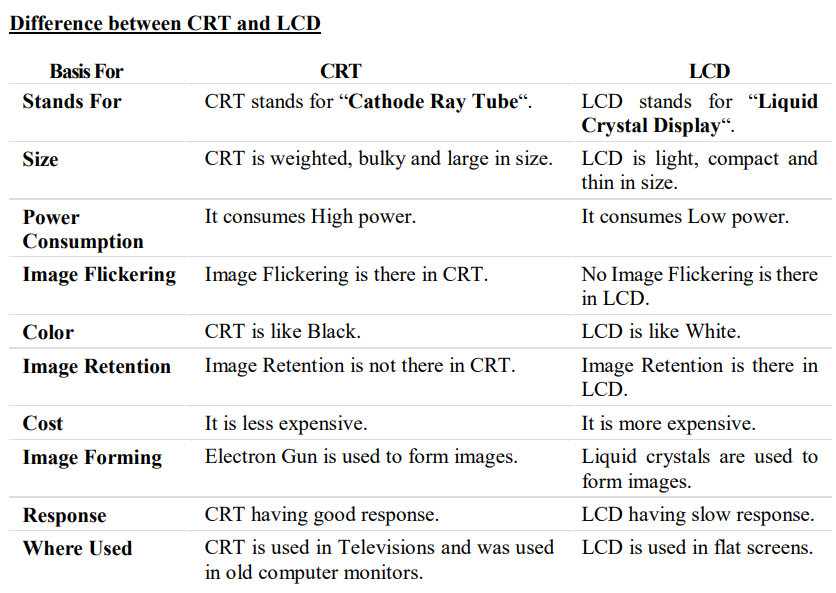 Difference between CRT and LCD
Basis For CRT LCD
Stands For CRT stands for “Cathode Ray Tube“. LCD stands for “Liquid
Crystal Display“.
Size CRT is weighted, bulky and large in size. LCD is light, compact and
thin in size.
Power It consumes High power. It consumes Low power.
Consumption
Image Flickering Image Flickering is there in CRT. No Image Flickering is there
in LCD.
Color CRT is like Black. LCD is like White.
Image Retention Image Retention is not there in CRT. Image Retention is there in
LCD.
Cost It is less expensive. It is more expensive.
Image Forming Electron Gun is used to form images. Liquid crystals are used to
form images.
Response CRT having good response. LCD having slow response.
Where Used CRT is used in Televisions and was used LCD is used in flat screens.
in old computer monitors.